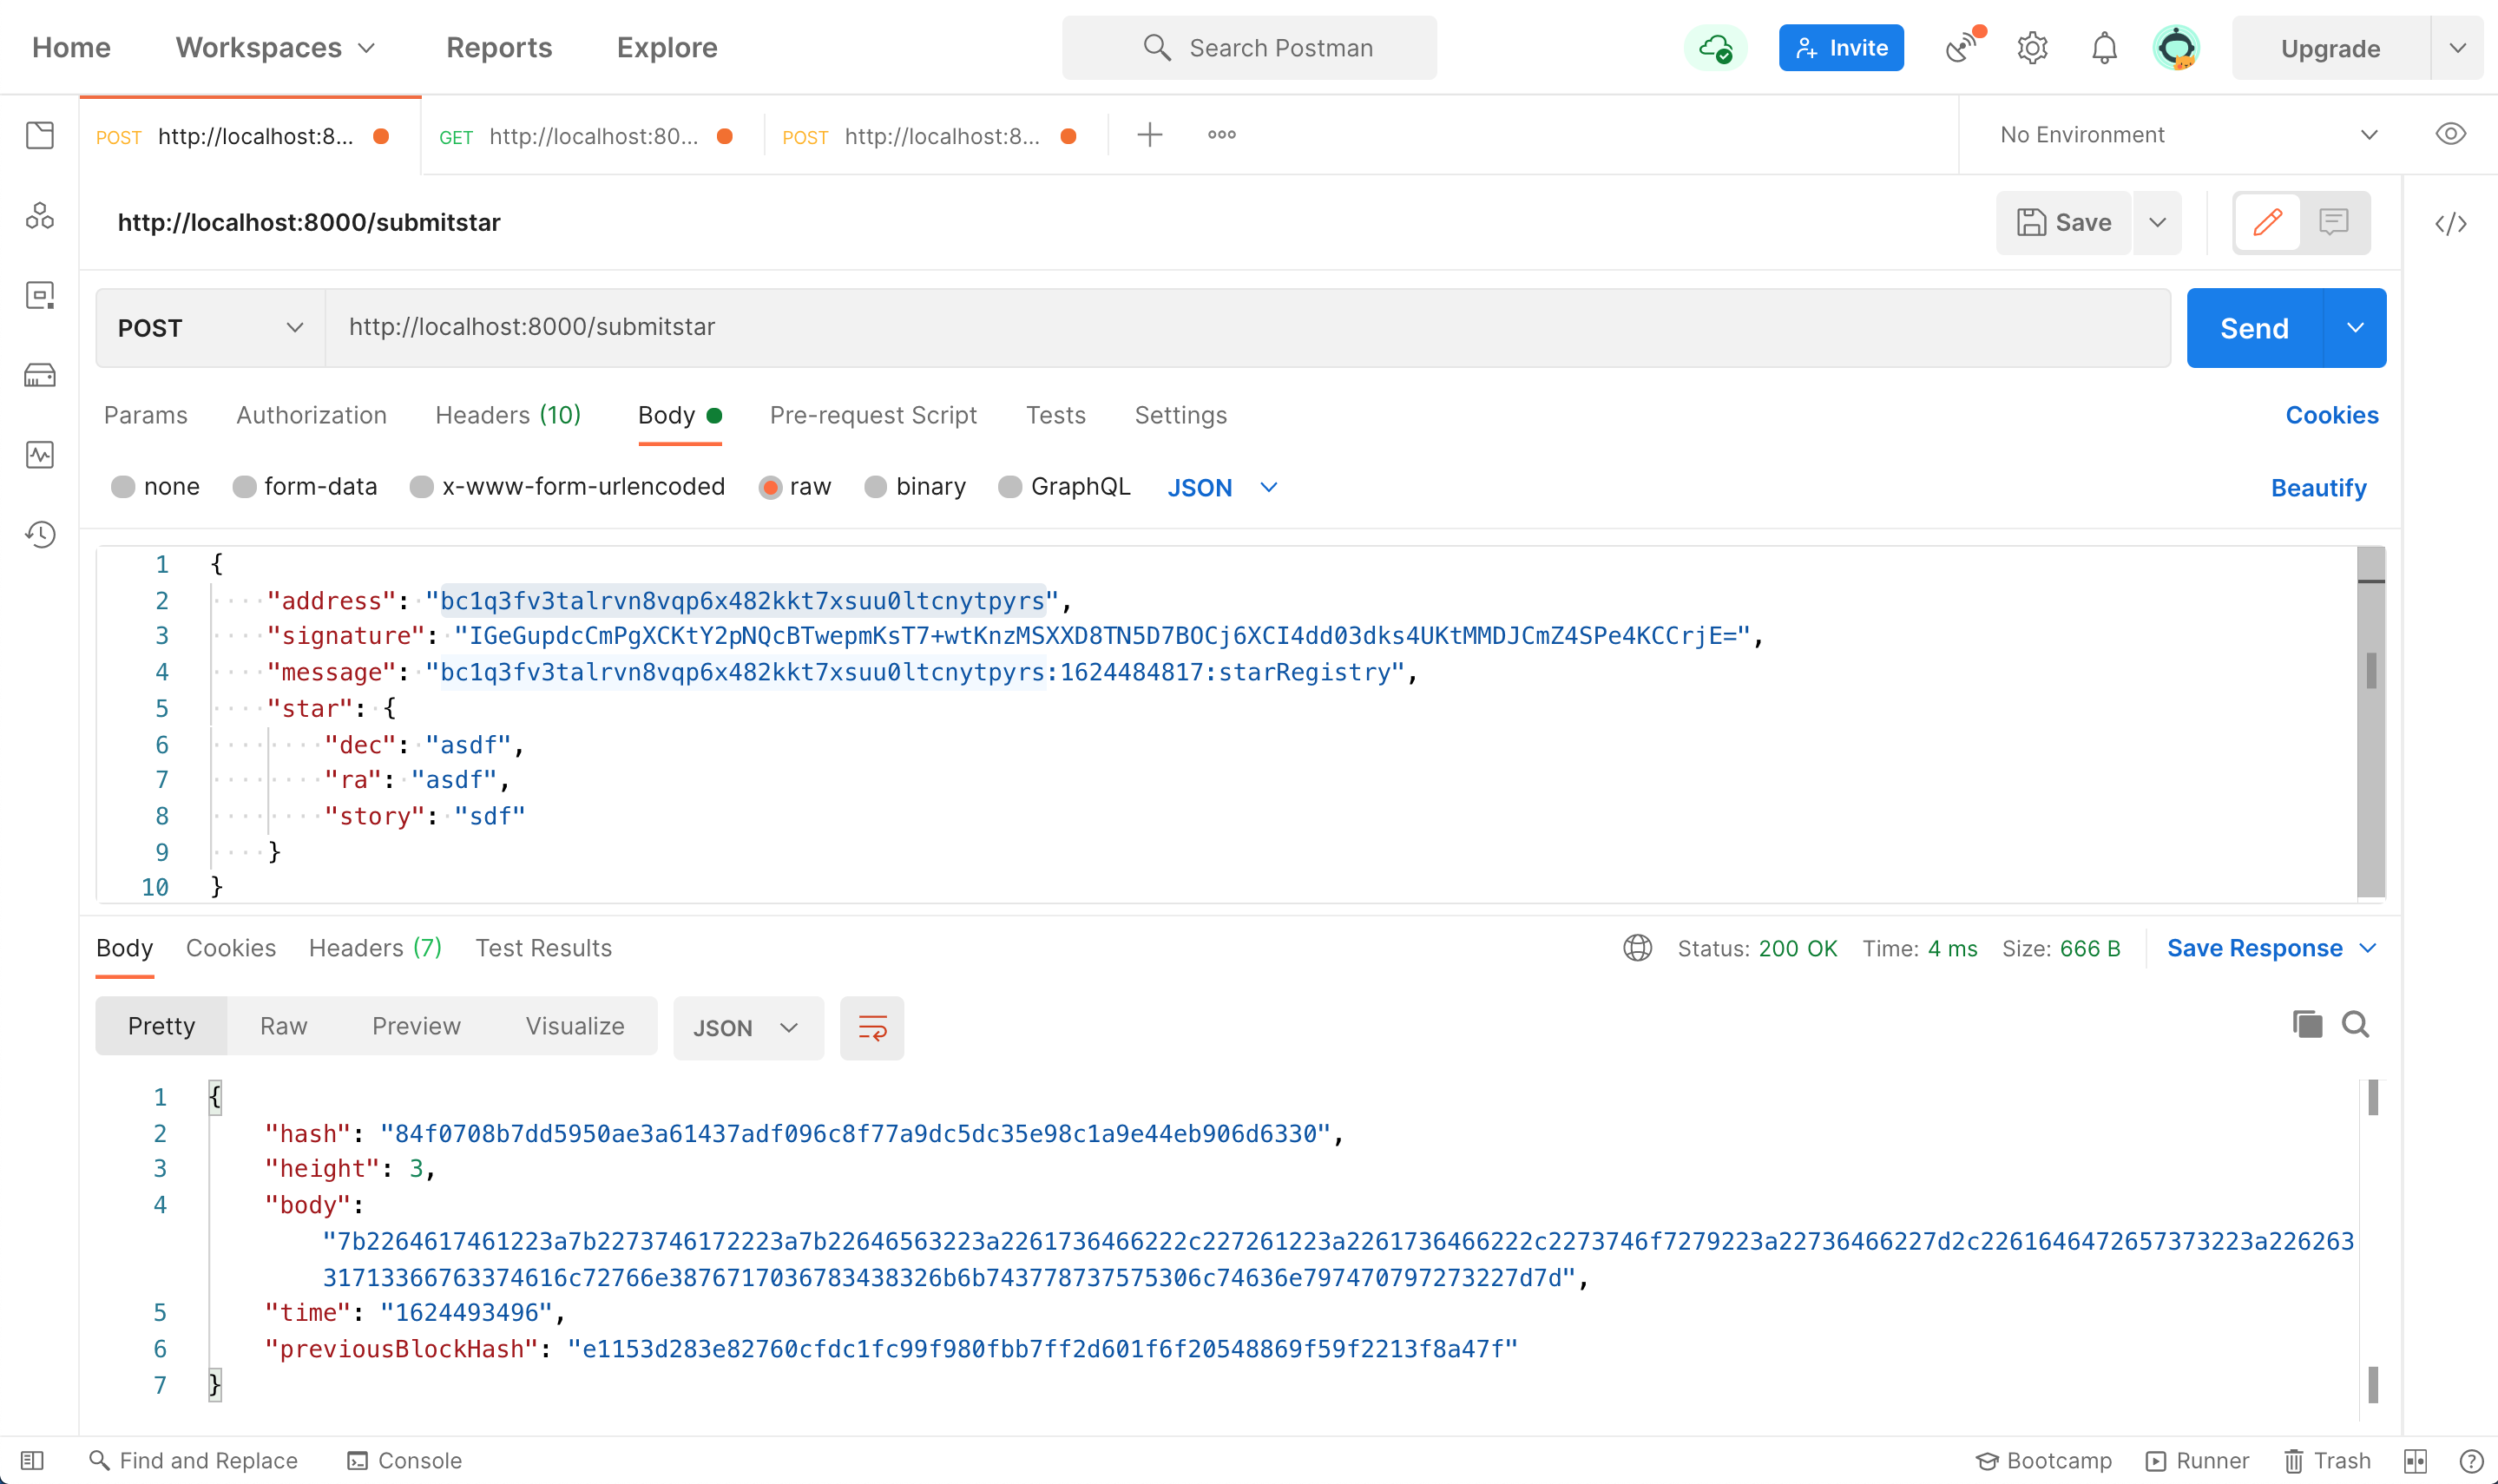 Home Workspaces Reports Explore Search Postman Invite Upgrade
POST http://localhost:8... GET http://localhost:80... POST http://localhost:8... No Environment
http://localhost:8000/submitstar Save
POST http://localhost:8000/submitstar Send
Params Authorization Headers (10) Body Pre-request Script Tests Settings Cookies
none form-data x-www-form-urlencoded raw binary GraphQL JSON Beautify
1 {
2 "address": "bc1q3fv3talrvn8vqp6x482kkt7xsuu0ltcnytpyrs",
3 "signature": "IGeGupdcCmPgXCKtY2pNQcBTwepmKsT7+wtKnzMSXXD8TN5D7BOCj6XCI4dd03dks4UKtMMDJCmZ4SPe4KCCrjE=",
4 "message": "bc1q3fv3talrvn8vqp6x482kkt7xsuu0ltcnytpyrs:1624484817:starRegistry",
5 "star": {
6 "dec": "asdf",
7 "ra": "asdf",
8 "story": "sdf"
9 }
10 }
Body Cookies Headers (7) Test Results Status: 200 OK Time: 4 ms Size: 666 B Save Response
Pretty Raw Preview Visualize JSON
1 {
2 "hash": "84f0708b7dd5950ae3a61437adf096c8f77a9dc5dc35e98c1a9e44eb906d6330",
3 "height": 3,
4 "body":
"7b2264617461223a7b2273746172223a7b22646563223a2261736466222c227261223a2261736466222c2273746f7279223a22736466227d2c2261646472657373223a226263
31713366763374616c72766e3876717036783438326b6b743778737575306c74636e797470797273227d7d",
5 "time": "1624493496",
6 "previousBlockHash": "e1153d283e82760cfdc1fc99f980fbb7ff2d601f6f20548869f59f2213f8a47f"
7 }
Find and Replace Console Bootcamp Runner Trash